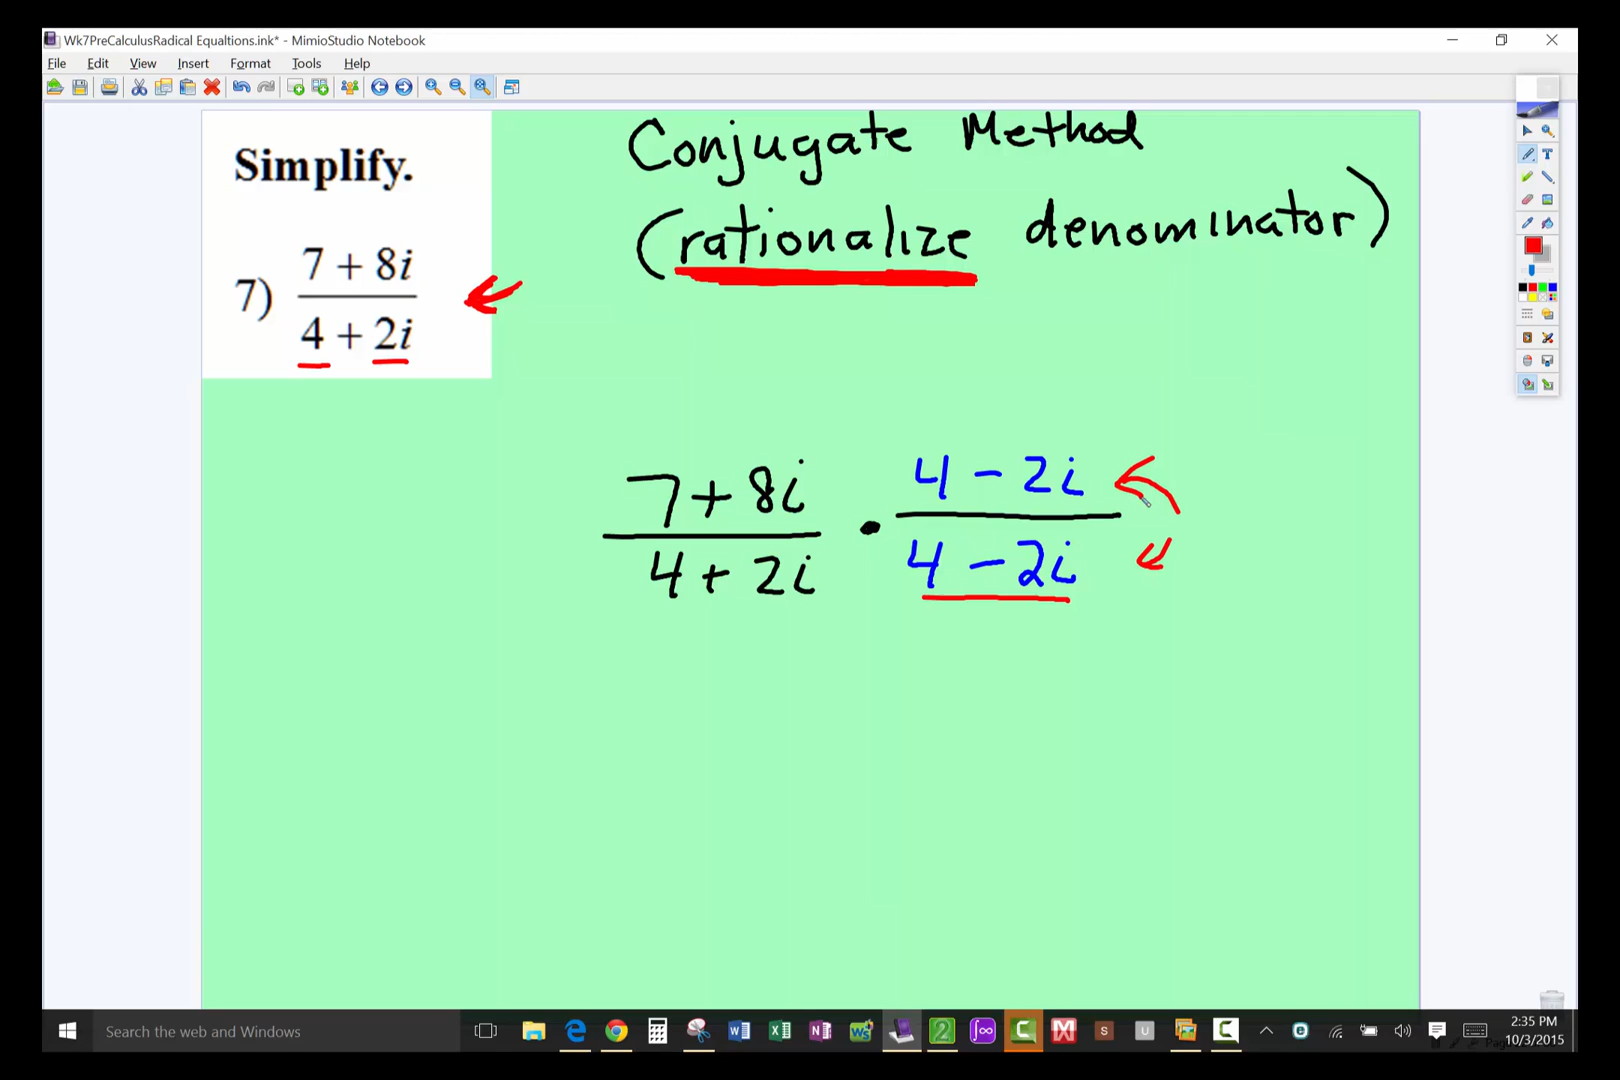 Wk7PreCalculusRadical Equaltions.ink* - MimioStudio Notebook
File Edit View Insert Format Tools Help
Simplify.
7) 7 + 8i
4 + 2i
Conjugate Method
(rationalize denominator)
7 + 8i · 4 - 2i
4 + 2i 4 - 2i
Search the web and Windows
2:35 PM
10/3/2015